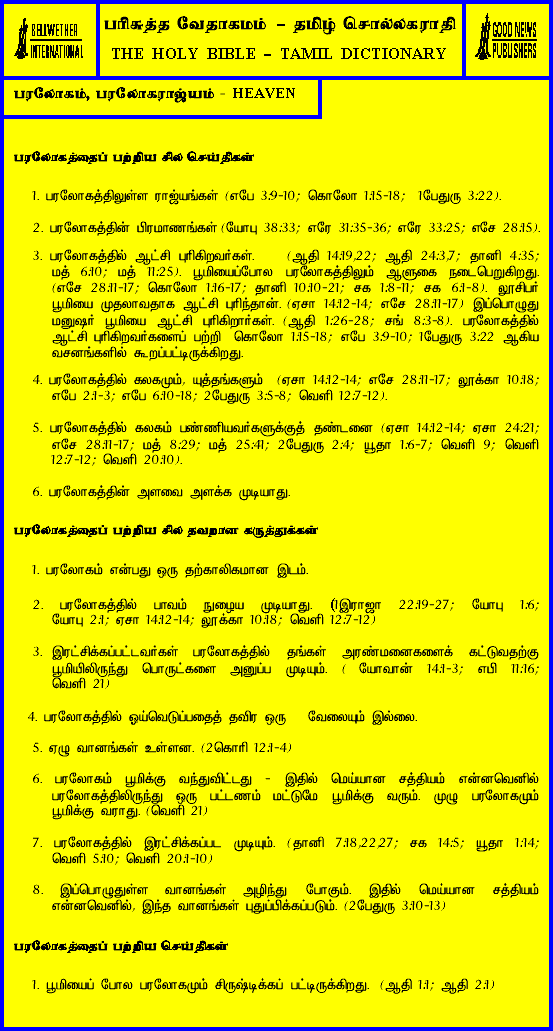 BELLWETHER
INTERNATIONAL
பரிசுத்த வேதாகமம் – தமிழ் சொல்லகராதி
THE HOLY BIBLE – TAMIL DICTIONARY
GOOD NEWS
PUBLISHERS
பரலோகம், பரலோகராஜ்யம் - HEAVEN
பரலோகத்தைப் பற்றிய சில செய்திகள்
1. பரலோகத்திலுள்ள ராஜ்யங்கள் (எபே 3:9-10; கொலோ 1:15-18; 1பேதுரு 3:22).
2. பரலோகத்தின் பிரமாணங்கள் (யோபு 38:33; எரே 31:35-36; எரே 33:25; எசே 28:15).
3. பரலோகத்தில் ஆட்சி புரிகிறவர்கள். (ஆதி 14:19,22; ஆதி 24:3,7; தானி 4:35;
மத் 6:10; மத் 11:25). பூமியைப்போல பரலோகத்திலும் ஆளுகை நடைபெறுகிறது.
(எசே 28:11-17; கொலோ 1:16-17; தானி 10:10-21; சக 1:8-11; சக 6:1-8). லூசிபர்
பூமியை முதலாவதாக ஆட்சி புரிந்தான். (ஏசா 14:12-14; எசே 28:11-17) இப்பொழுது
மனுஷர் பூமியை ஆட்சி புரிகிறார்கள். (ஆதி 1:26-28; சங் 8:3-8). பரலோகத்தில்
ஆட்சி புரிகிறவர்களைப் பற்றி கொலோ 1:15-18; எபே 3:9-10; 1பேதுரு 3:22 ஆகிய
வசனங்களில் கூறப்பட்டிருக்கிறது.
4. பரலோகத்தில் கலகமும், யுத்தங்களும் (ஏசா 14:12-14; எசே 28:11-17; லூக்கா 10:18;
எபே 2:1-3; எபே 6:10-18; 2பேதுரு 3:5-8; வெளி 12:7-12).
5. பரலோகத்தில் கலகம் பண்ணியவர்களுக்குத் தண்டனை (ஏசா 14:12-14; ஏசா 24:21;
எசே 28:11-17; மத் 8:29; மத் 25:41; 2பேதுரு 2:4; யூதா 1:6-7; வெளி 9; வெளி
12:7-12; வெளி 20:10).
6. பரலோகத்தின் அளவை அளக்க முடியாது.
பரலோகத்தைப் பற்றிய சில தவறான கருத்துக்கள்
1. பரலோகம் என்பது ஒரு தற்காலிகமான இடம்.
2. பரலோகத்தில் பாவம் நுழைய முடியாது. (1இராஜா 22:19-27; யோபு 1:6;
யோபு 2:1; ஏசா 14:12-14; லூக்கா 10:18; வெளி 12:7-12)
3. இரட்சிக்கப்பட்டவர்கள் பரலோகத்தில் தங்கள் அரண்மனைகளைக் கட்டுவதற்கு
பூமியிலிருந்து பொருட்களை அனுப்ப முடியும். ( யோவான் 14:1-3; எபி 11:16;
வெளி 21)
4. பரலோகத்தில் ஓய்வெடுப்பதைத் தவிர ஒரு வேலையும் இல்லை.
5. ஏழு வானங்கள் உள்ளன. (2கொரி 12:1-4)
6. பரலோகம் பூமிக்கு வந்துவிட்டது - இதில் மெய்யான சத்தியம் என்னவெனில்
பரலோகத்திலிருந்து ஒரு பட்டணம் மட்டுமே பூமிக்கு வரும். முழு பரலோகமும்
பூமிக்கு வராது. (வெளி 21)
7. பரலோகத்தில் இரட்சிக்கப்பட முடியும். (தானி 7:18,22,27; சக 14:5; யூதா 1:14;
வெளி 5:10; வெளி 20:1-10)
8. இப்பொழுதுள்ள வானங்கள் அழிந்து போகும். இதில் மெய்யான சத்தியம்
என்னவெனில், இந்த வானங்கள் புதுப்பிக்கப்படும். (2பேதுரு 3:10-13)
பரலோகத்தைப் பற்றிய செய்திகள்
1. பூமியைப் போல பரலோகமும் சிருஷ்டிக்கப் பட்டிருக்கிறது. (ஆதி 1:1; ஆதி 2:1)